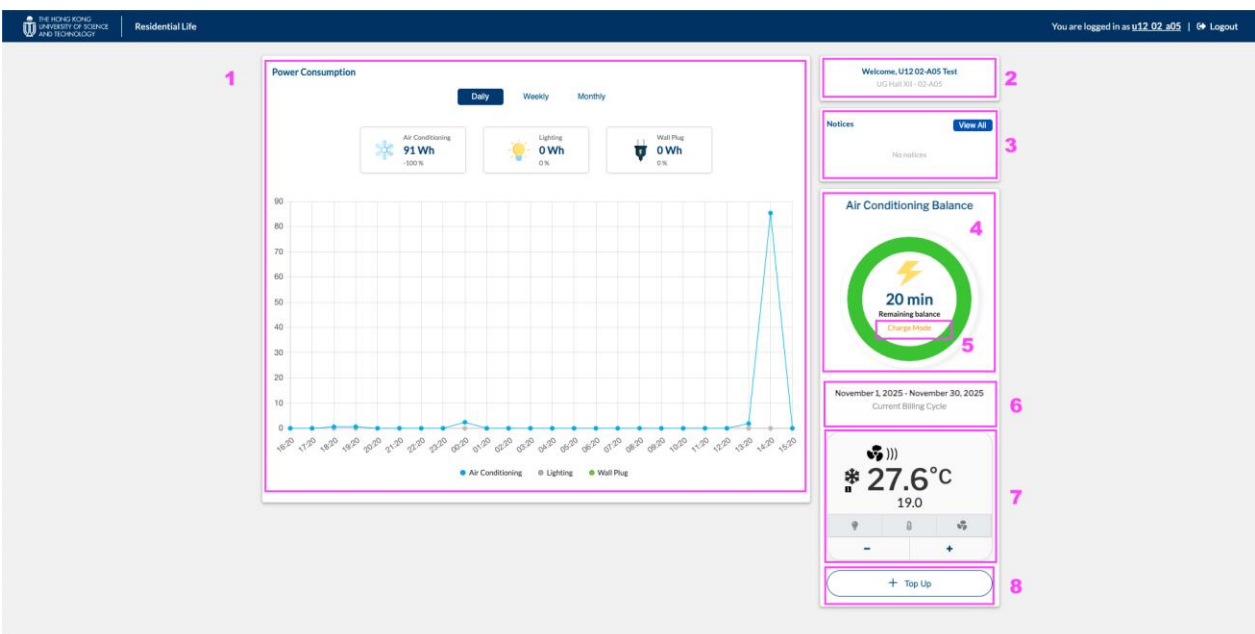 THE HONG KONG
UNIVERSITY OF SCIENCE
AND TECHNOLOGY
Residential Life
You are logged in as u12_02_a05 | Logout
1
Power Consumption
Daily Weekly Monthly
Air Conditioning
91 Wh
-100 %
Lighting
0 Wh
0 %
Wall Plug
0 Wh
0 %
90
80
70
60
50
40
30
20
10
0
16:20 17:20 18:20 19:20 20:20 21:20 22:20 23:20 00:20 01:20 02:20 03:20 04:20 05:20 06:20 07:20 08:20 09:20 10:20 11:20 12:20 13:20 14:20 15:20
Air Conditioning Lighting Wall Plug
Welcome, U12 02-A05 Test
UG Hall XII - 02-A05
2
Notices View All
No notices
3
Air Conditioning Balance
4
20 min
Remaining balance
Charge Mode
5
November 1, 2025 - November 30, 2025
Current Billing Cycle
6
27.6°C
1
19.0
7
- +
+ Top Up
8